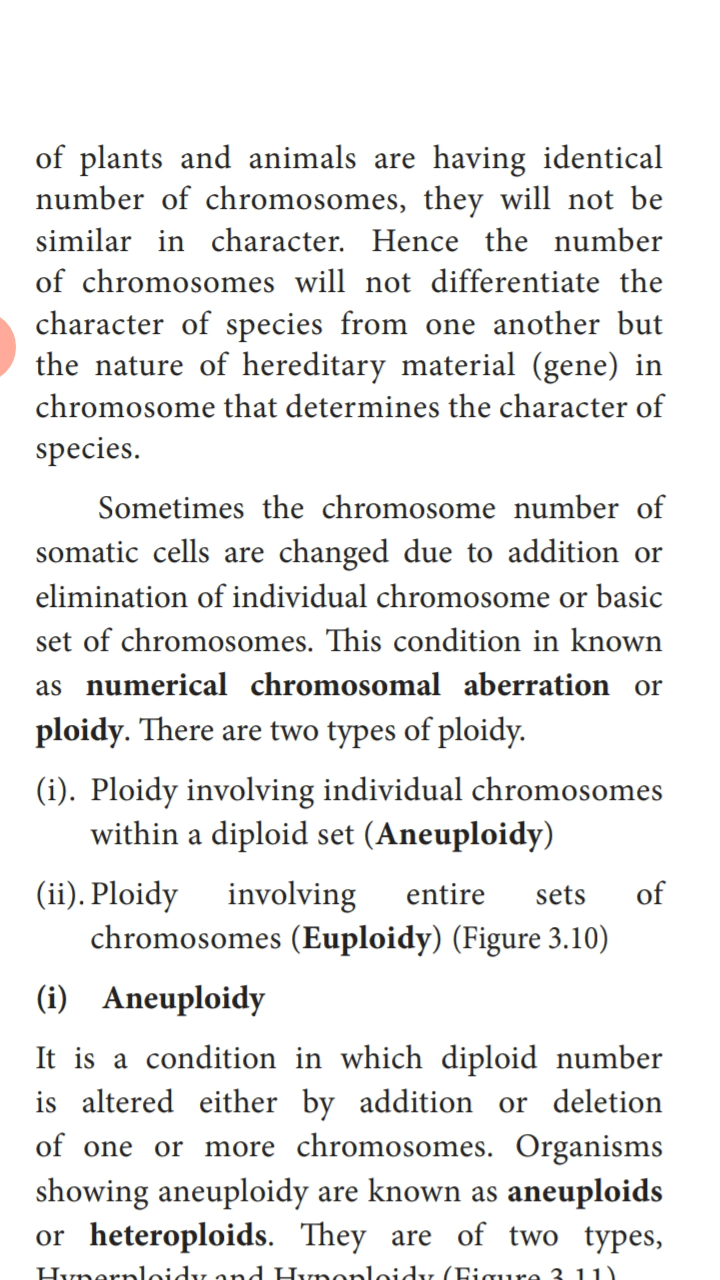 of plants and animals are having identical
number of chromosomes, they will not be
similar in character. Hence the number
of chromosomes will not differentiate the
character of species from one another but
the nature of hereditary material (gene) in
chromosome that determines the character of
species.
Sometimes the chromosome number of
somatic cells are changed due to addition or
elimination of individual chromosome or basic
set of chromosomes. This condition in known
as numerical chromosomal aberration or
ploidy. There are two types of ploidy.
(i). Ploidy involving individual chromosomes
within a diploid set (Aneuploidy)
(ii). Ploidy involving entire sets of
chromosomes (Euploidy) (Figure 3.10)
(i) Aneuploidy
It is a condition in which diploid number
is altered either by addition or deletion
of one or more chromosomes. Organisms
showing aneuploidy are known as aneuploids
or heteroploids. They are of two types,
Hyperploidy and Hypoploidy (Figure 3.11)